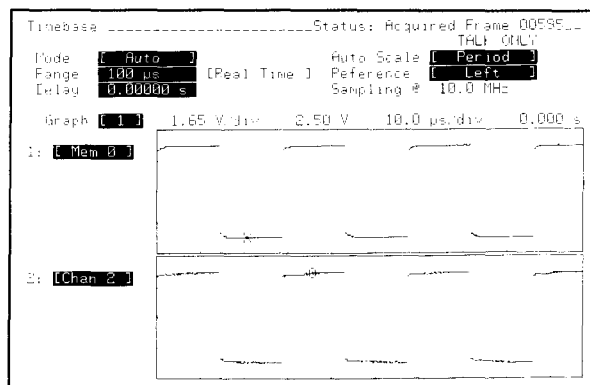 Timebase Status: Acquired Frame 00595
TALK ONLY
Mode [ Auto ] Auto Scale [ Period ]
Range 100 µs [Real Time ] Reference [ Left ]
Delay 0.00000 s Sampling @ 10.0 MHz
Graph [ 1 ] 1.65 V/div 2.50 V 10.0 µs/div 0.000 s
1: [ Mem 0 ]
2: [Chan 2 ]